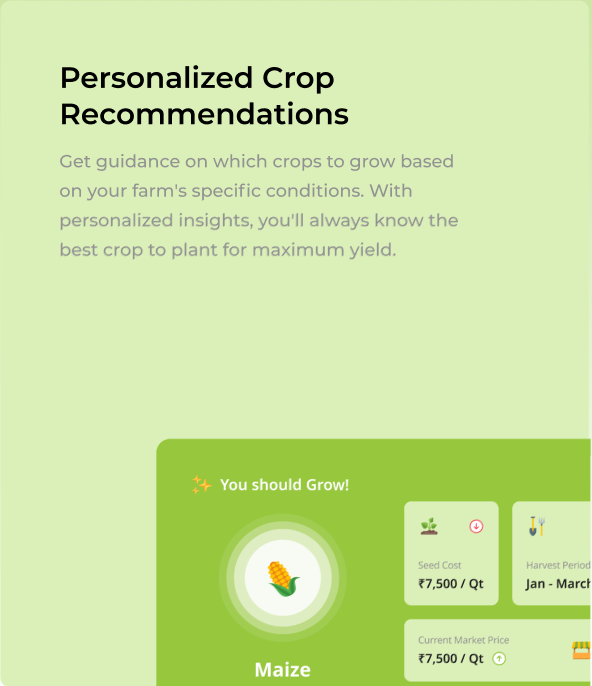 Personalized Crop
Recommendations
Get guidance on which crops to grow based
on your farm's specific conditions. With
personalized insights, you'll always know the
best crop to plant for maximum yield.
You should Grow!
Maize
Seed Cost
₹7,500 / Qt
Harvest Period
Jan - March
Current Market Price
₹7,500 / Qt